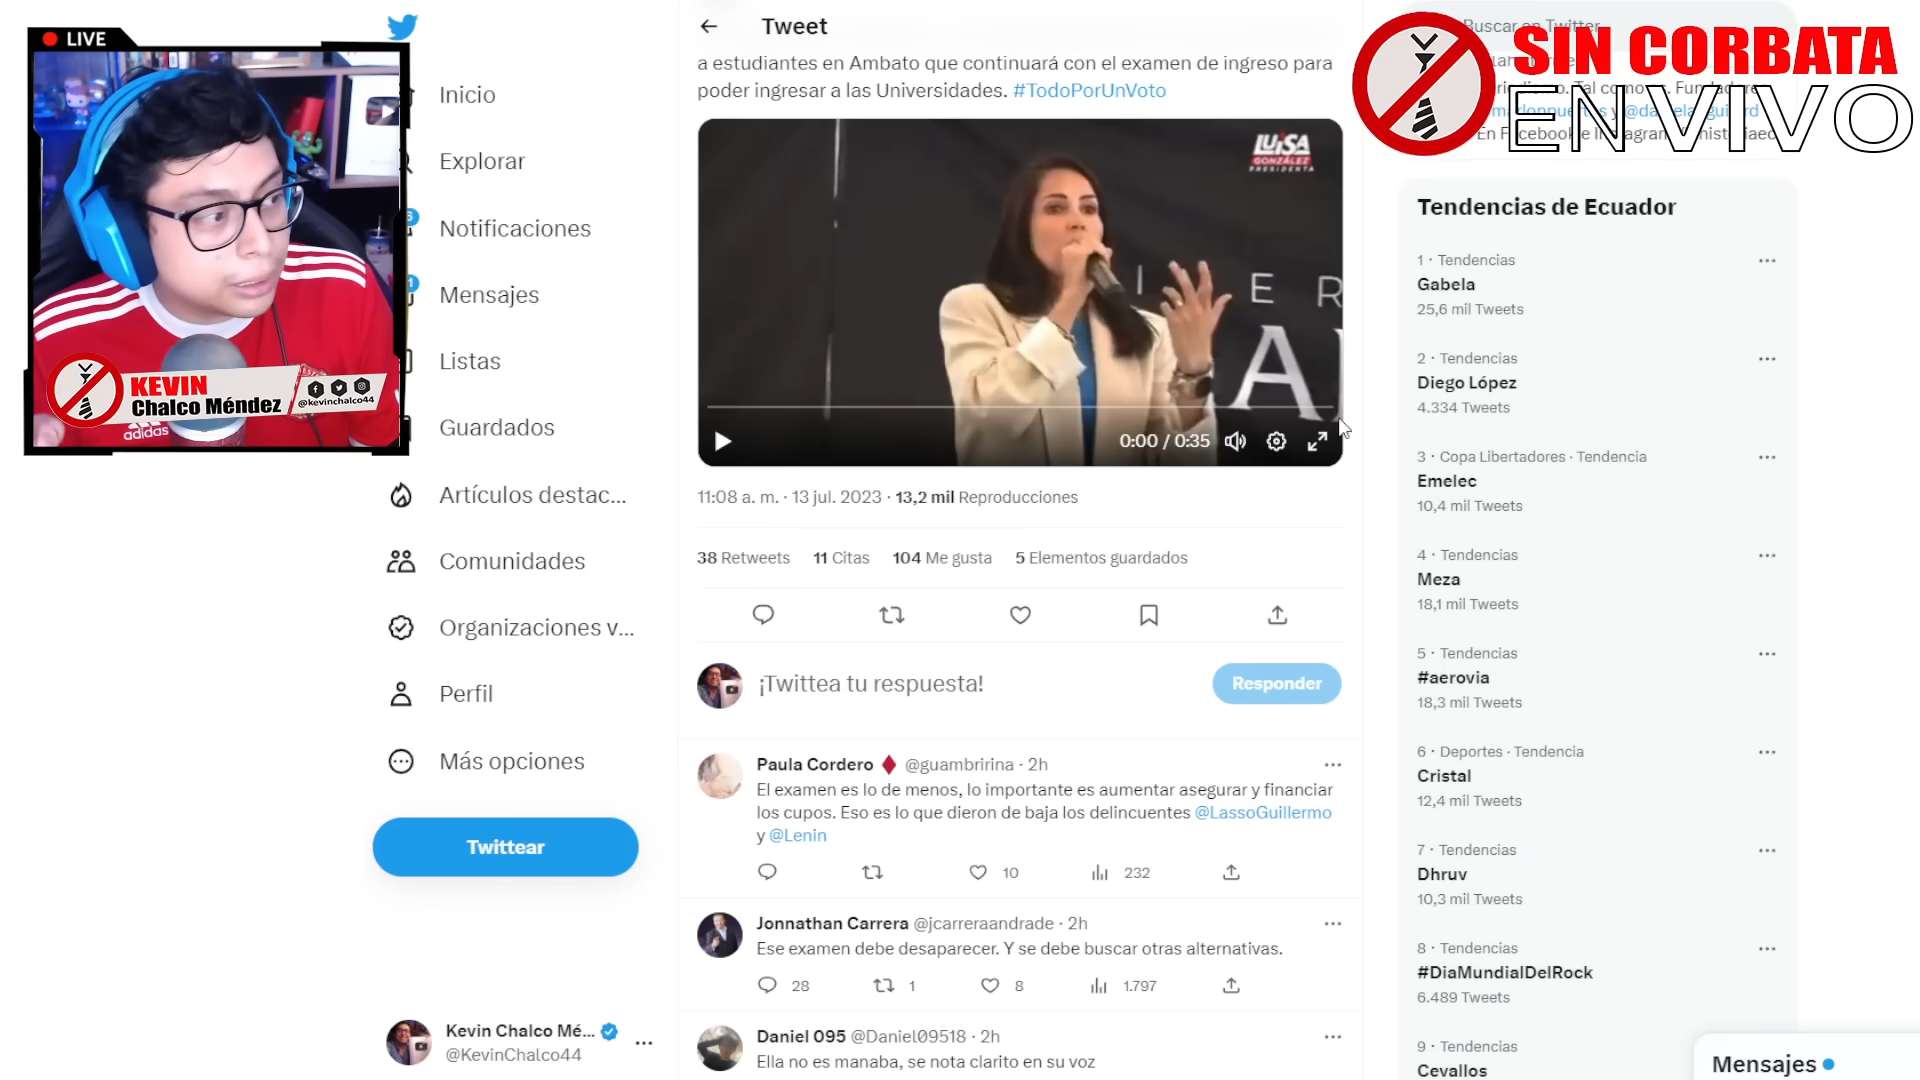 LIVE
KEVIN
Chalco Méndez
@kevinchalco44
adidas
Inicio
Explorar
Notificaciones
Mensajes
Listas
Guardados
Artículos destac...
Comunidades
Organizaciones v...
Perfil
Más opciones
Twittear
Kevin Chalco Mé...
@KevinChalco44
Tweet
a estudiantes en Ambato que continuará con el examen de ingreso para
poder ingresar a las Universidades. #TodoPorUnVoto
LUISA
GONZÁLEZ
PRESIDENTA
I E R
A
0:00 / 0:35
11:08 a. m. · 13 jul. 2023 · 13,2 mil Reproducciones
38 Retweets 11 Citas 104 Me gusta 5 Elementos guardados
¡Twittea tu respuesta!
Responder
Paula Cordero @guambririna · 2h
El examen es lo de menos, lo importante es aumentar asegurar y financiar
los cupos. Eso es lo que dieron de baja los delincuentes @LassoGuillermo
y @Lenin
10 232
Jonnathan Carrera @jcarreraandrade · 2h
Ese examen debe desaparecer. Y se debe buscar otras alternativas.
28 1 8 1.797
Daniel 095 @Daniel09518 · 2h
Ella no es manaba, se nota clarito en su voz
Buscar en Twitter
SIN CORBATA
EN VIVO
Tendencias de Ecuador
1 · Tendencias
Gabela
25,6 mil Tweets
2 · Tendencias
Diego López
4.334 Tweets
3 · Copa Libertadores · Tendencia
Emelec
10,4 mil Tweets
4 · Tendencias
Meza
18,1 mil Tweets
5 · Tendencias
#aerovia
18,3 mil Tweets
6 · Deportes · Tendencia
Cristal
12,4 mil Tweets
7 · Tendencias
Dhruv
10,3 mil Tweets
8 · Tendencias
#DiaMundialDelRock
6.489 Tweets
9 · Tendencias
Cevallos
Mensajes